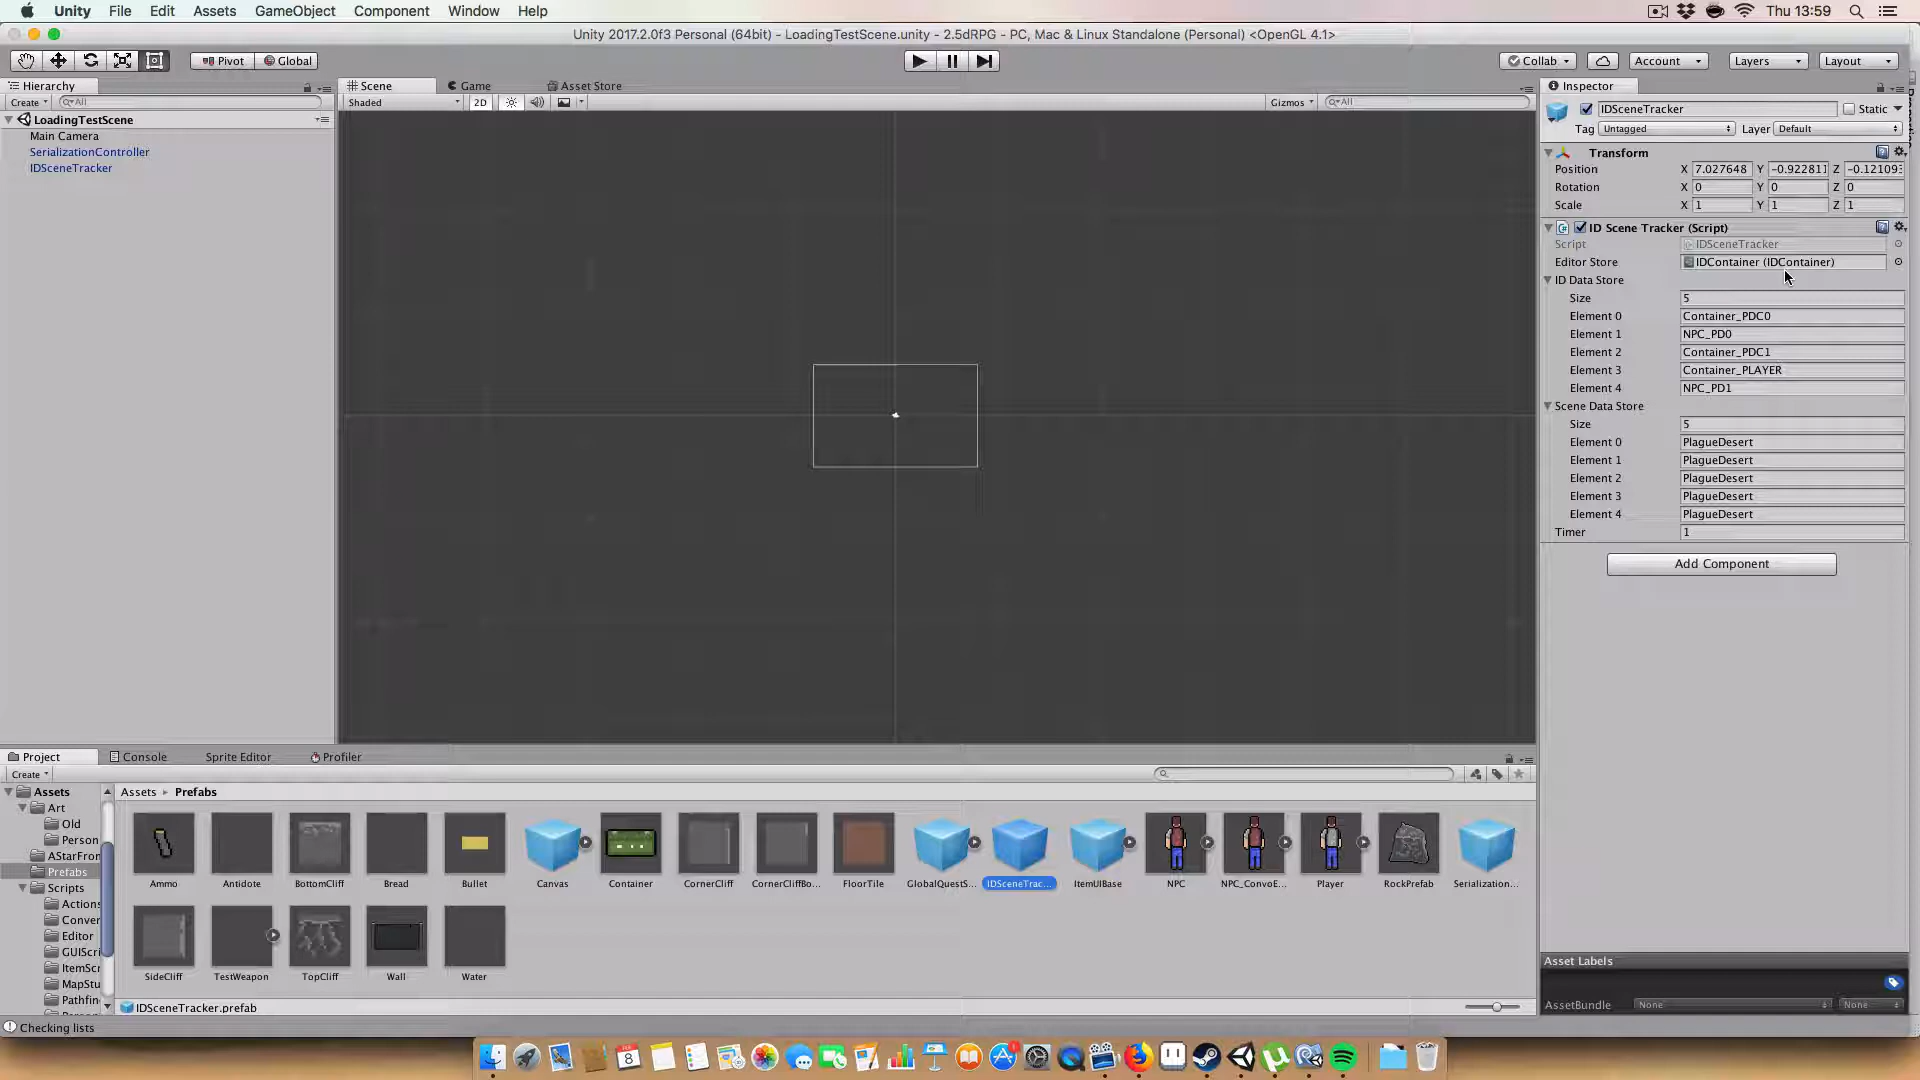 Unity File Edit Assets GameObject Component Window Help
Thu 13:59
Unity 2017.2.0f3 Personal (64bit) - LoadingTestScene.unity - 2.5dRPG - PC, Mac & Linux Standalone (Personal) <OpenGL 4.1>
Pivot Global
Collab Account Layers Layout
Hierarchy
Create All
LoadingTestScene
Main Camera
SerializationController
IDSceneTracker
Scene Game Asset Store
Shaded 2D Gizmos All
Inspector
IDSceneTracker Static
Tag Untagged Layer Default
Transform
Position X 7.027648 Y -0.922811 Z -0.12109
Rotation X 0 Y 0 Z 0
Scale X 1 Y 1 Z 1
ID Scene Tracker (Script)
Script IDSceneTracker
Editor Store IDContainer (IDContainer)
ID Data Store
Size 5
Element 0 Container_PDC0
Element 1 NPC_PD0
Element 2 Container_PDC1
Element 3 Container_PLAYER
Element 4 NPC_PD1
Scene Data Store
Size 5
Element 0 PlagueDesert
Element 1 PlagueDesert
Element 2 PlagueDesert
Element 3 PlagueDesert
Element 4 PlagueDesert
Timer 1
Add Component
Asset Labels
AssetBundle None None
Project Console Sprite Editor Profiler
Create
Assets
Art
Old
Person
AStarFron
Prefabs
Scripts
Actions
Conver
Editor
GUIScri
ItemScr
MapStu
Pathfin
Assets Prefabs
Ammo Antidote BottomCliff Bread Bullet Canvas Container CornerCliff CornerCliffBo... FloorTile GlobalQuestS... IDSceneTrac... ItemUIBase NPC NPC_ConvoE... Player RockPrefab Serialization...
SideCliff TestWeapon TopCliff Wall Water
IDSceneTracker.prefab
Checking lists
8